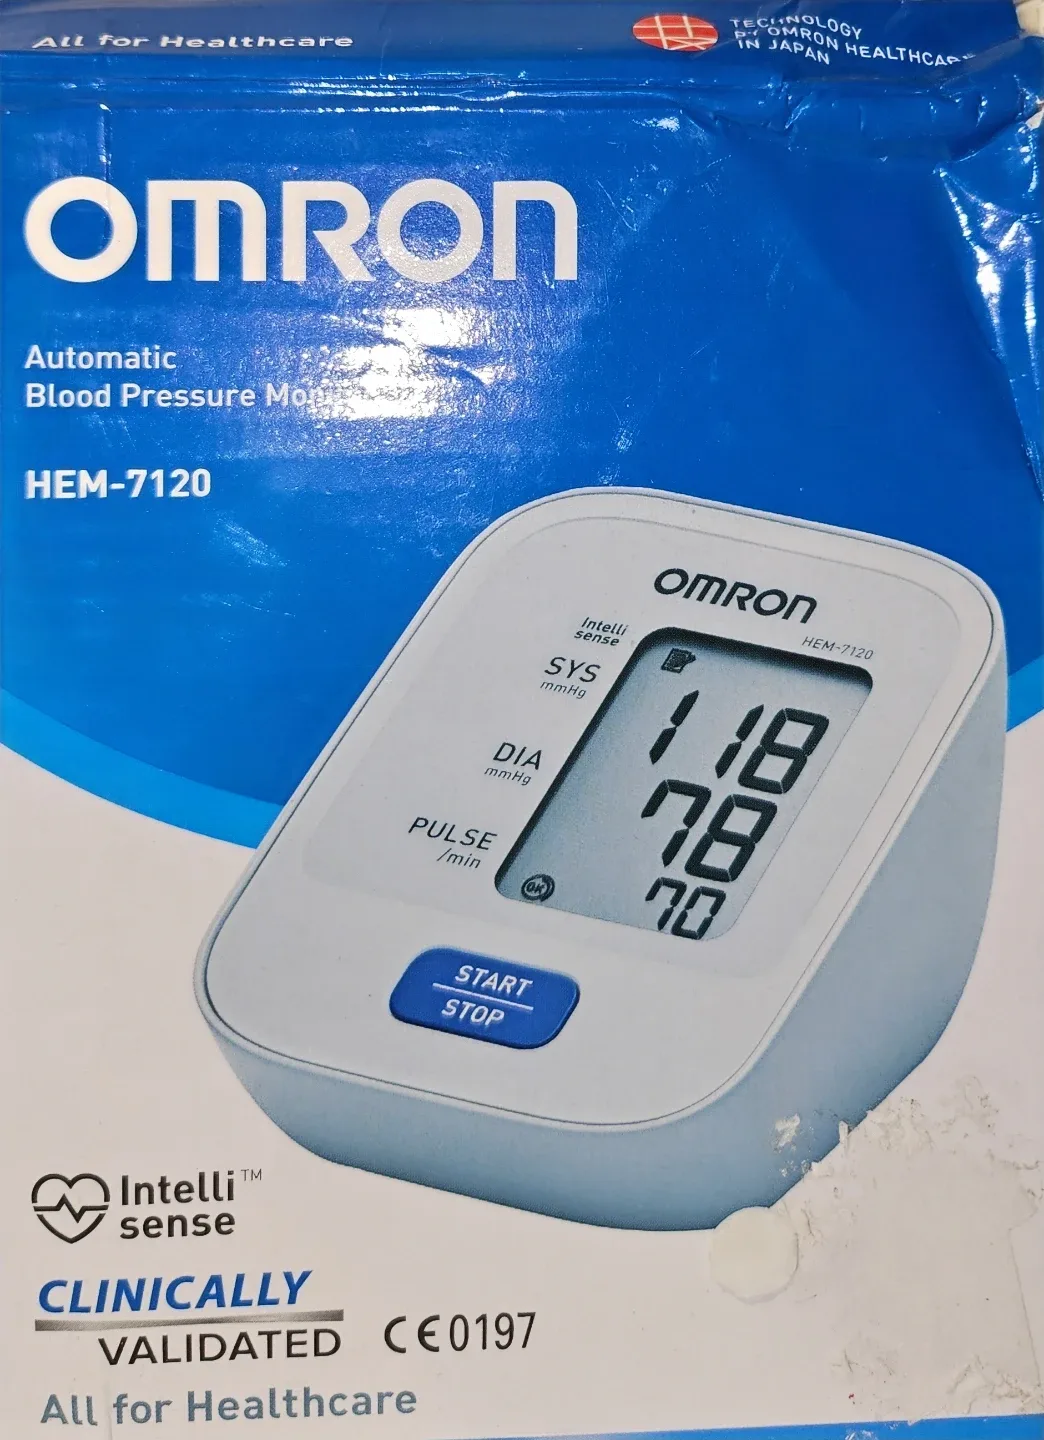 All for Healthcare
TECHNOLOGY
BY OMRON HEALTHCARE
IN JAPAN
OMRON
Automatic
Blood Pressure
HEM-7120
OMRON
HEM-7120
Intelli
sense
SYS
mmHg
118
DIA
mmHg
78
PULSE
/min
70
OK
START
STOP
Intelli™
sense
CLINICALLY
VALIDATED
CE0197
All for Healthcare